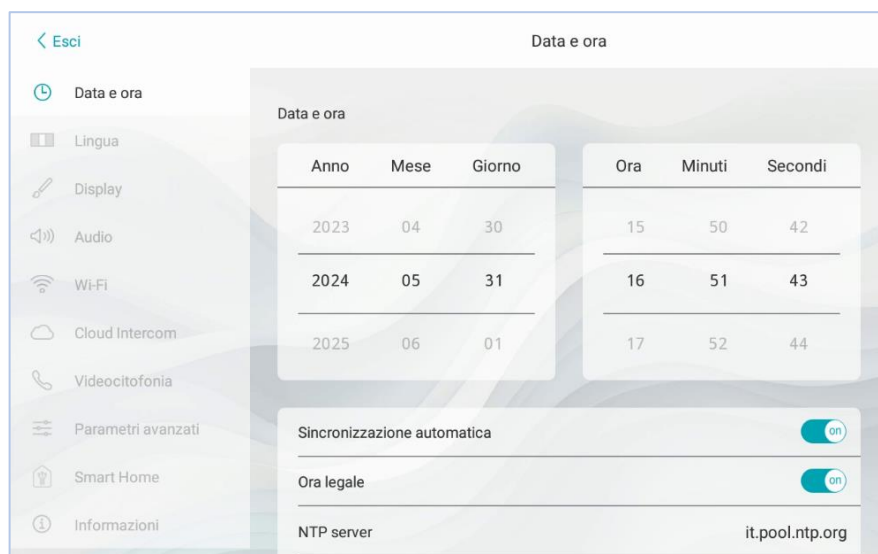 Esci
Data e ora
Data e ora
Lingua
Display
Audio
Wi-Fi
Cloud Intercom
Videocitofonia
Parametri avanzati
Smart Home
Informazioni
Data e ora
Anno Mese Giorno
2023 04 30
2024 05 31
2025 06 01
Ora Minuti Secondi
15 50 42
16 51 43
17 52 44
Sincronizzazione automatica on
Ora legale on
NTP server it.pool.ntp.org